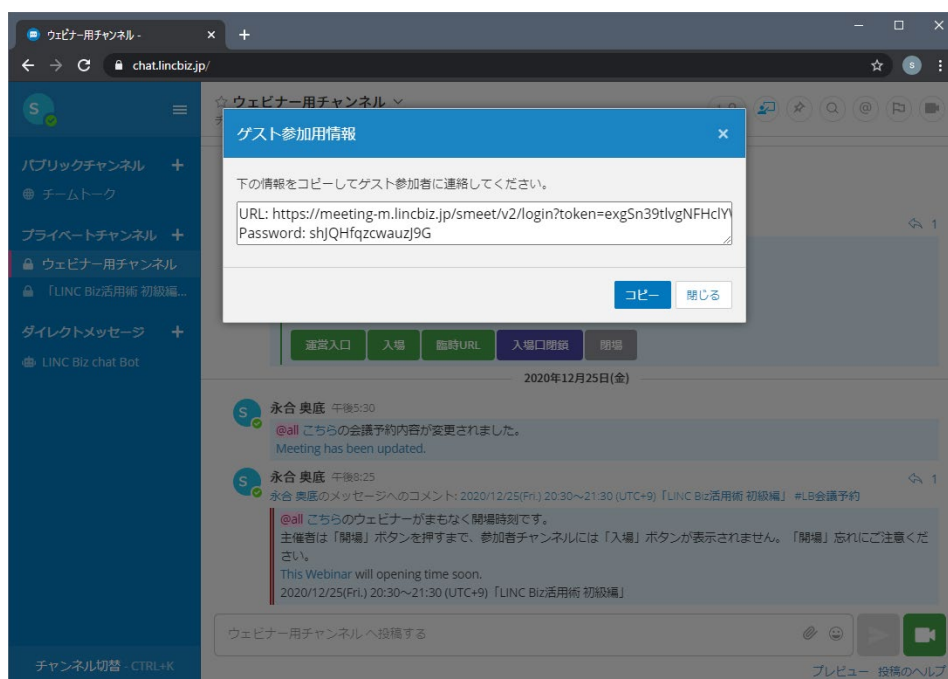 ウェビナー用チャンネル -
chat.lincbiz.jp/
S
S
ウェビナー用チャンネル
ゲスト参加用情報
パブリックチャンネル
チームトーク
下の情報をコピーしてゲスト参加者に連絡してください。
URL: https://meeting-m.lincbiz.jp/smeet/v2/login?token=exgSn39tlvgNFHclY
Password: shJQHfqzcwauzJ9G
プライベートチャンネル
1
ウェビナー用チャンネル
「LINC Biz活用術 初級編...
コピー
閉じる
ダイレクトメッセージ
LINC Biz chat Bot
運営入口 入場 臨時URL 入場口閉鎖 閉場
2020年12月25日(金)
S
永合 奥底 午後5:30
@all こちらの会議予約内容が変更されました。
Meeting has been updated.
S
永合 奥底 午後8:25
1
永合 奥底のメッセージへのコメント: 2020/12/25(Fri.) 20:30～21:30 (UTC+9)「LINC Biz活用術 初級編」 #LB会議予約
@all こちらのウェビナーがまもなく開場時刻です。
主催者は「開場」ボタンを押すまで、参加者チャンネルには「入場」ボタンが表示されません。「開場」忘れにご注意くだ
さい。
This Webinar will opening time soon.
2020/12/25(Fri.) 20:30～21:30 (UTC+9)「LINC Biz活用術 初級編」
ウェビナー用チャンネル へ投稿する
チャンネル切替 - CTRL+K
プレビュー 投稿のヘルプ